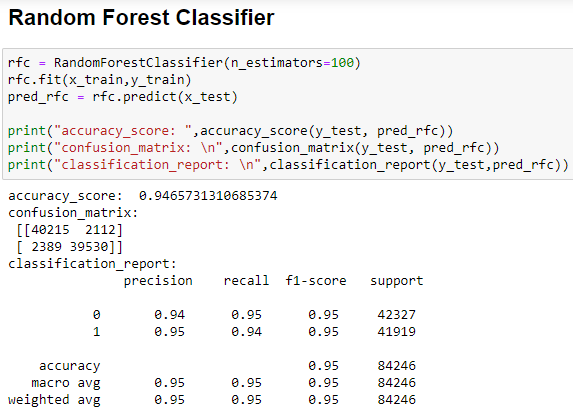 Random Forest Classifier
rfc = RandomForestClassifier(n_estimators=100)
rfc.fit(x_train,y_train)
pred_rfc = rfc.predict(x_test)
print("accuracy_score: ",accuracy_score(y_test, pred_rfc))
print("confusion_matrix: \n",confusion_matrix(y_test, pred_rfc))
print("classification_report: \n",classification_report(y_test,pred_rfc))
accuracy_score:  0.9465731310685374
confusion_matrix:
 [[40215  2112]
 [ 2389 39530]]
classification_report:
               precision    recall  f1-score   support
           0       0.94      0.95      0.95     42327
           1       0.95      0.94      0.95     41919
    accuracy                           0.95     84246
   macro avg       0.95      0.95      0.95     84246
weighted avg       0.95      0.95      0.95     84246